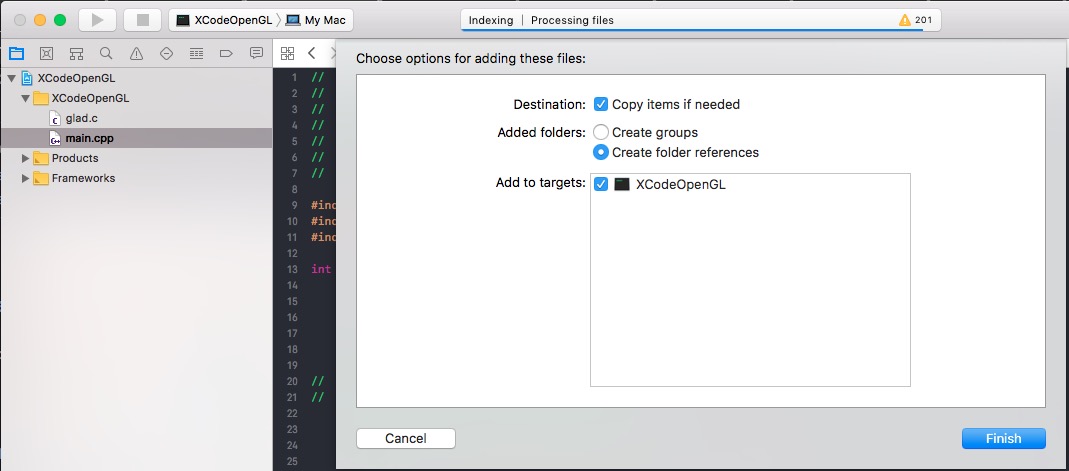 XCodeOpenGL 〉 My Mac
Indexing | Processing files
201
XCodeOpenGL
XCodeOpenGL
glad.c
main.cpp
Products
Frameworks
1 //
2 //
3 //
4 //
5 //
6 //
7 //
8
9 #inc
10 #inc
11 #inc
12
13 int
14
15
16
17
18
19
20 //
21 //
22
23
24
25
Choose options for adding these files:
Destination: Copy items if needed
Added folders: Create groups
Create folder references
Add to targets: XCodeOpenGL
Cancel
Finish